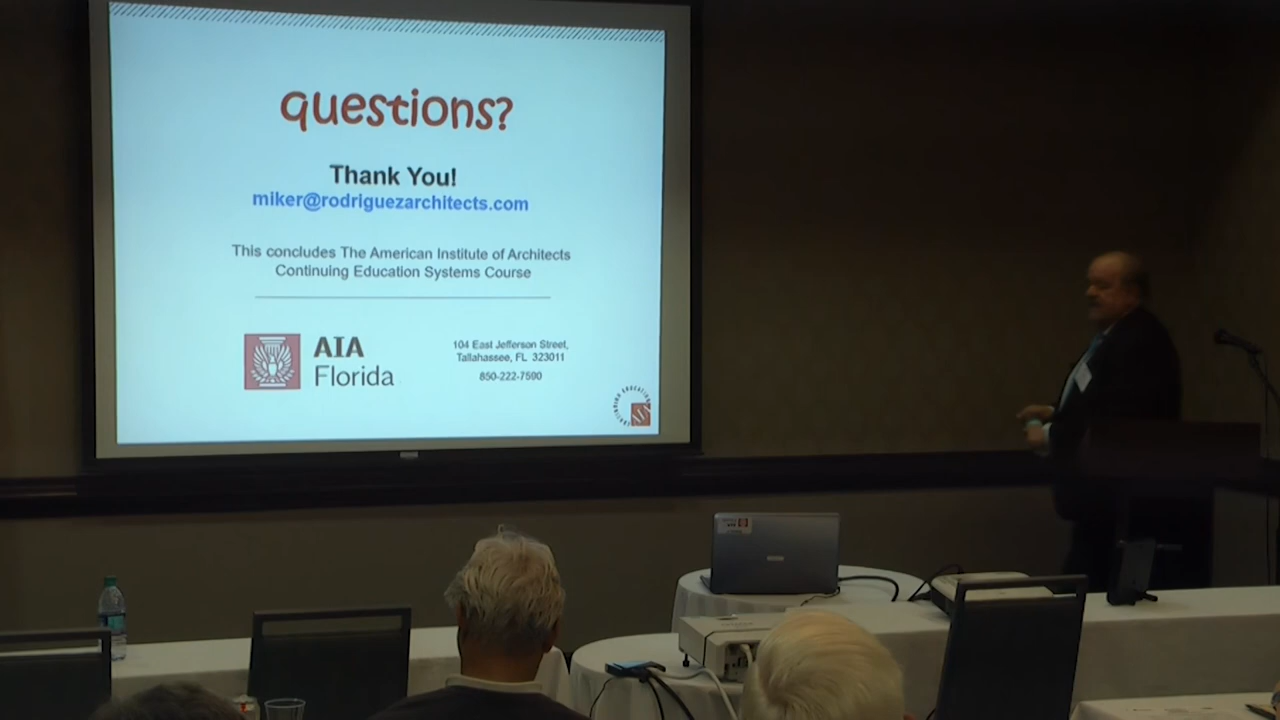 questions?
Thank You!
miker@rodriguezarchitects.com
This concludes The American Institute of Architects
Continuing Education Systems Course
AIA
Florida
104 East Jefferson Street,
Tallahassee, FL 323011
850-222-7590